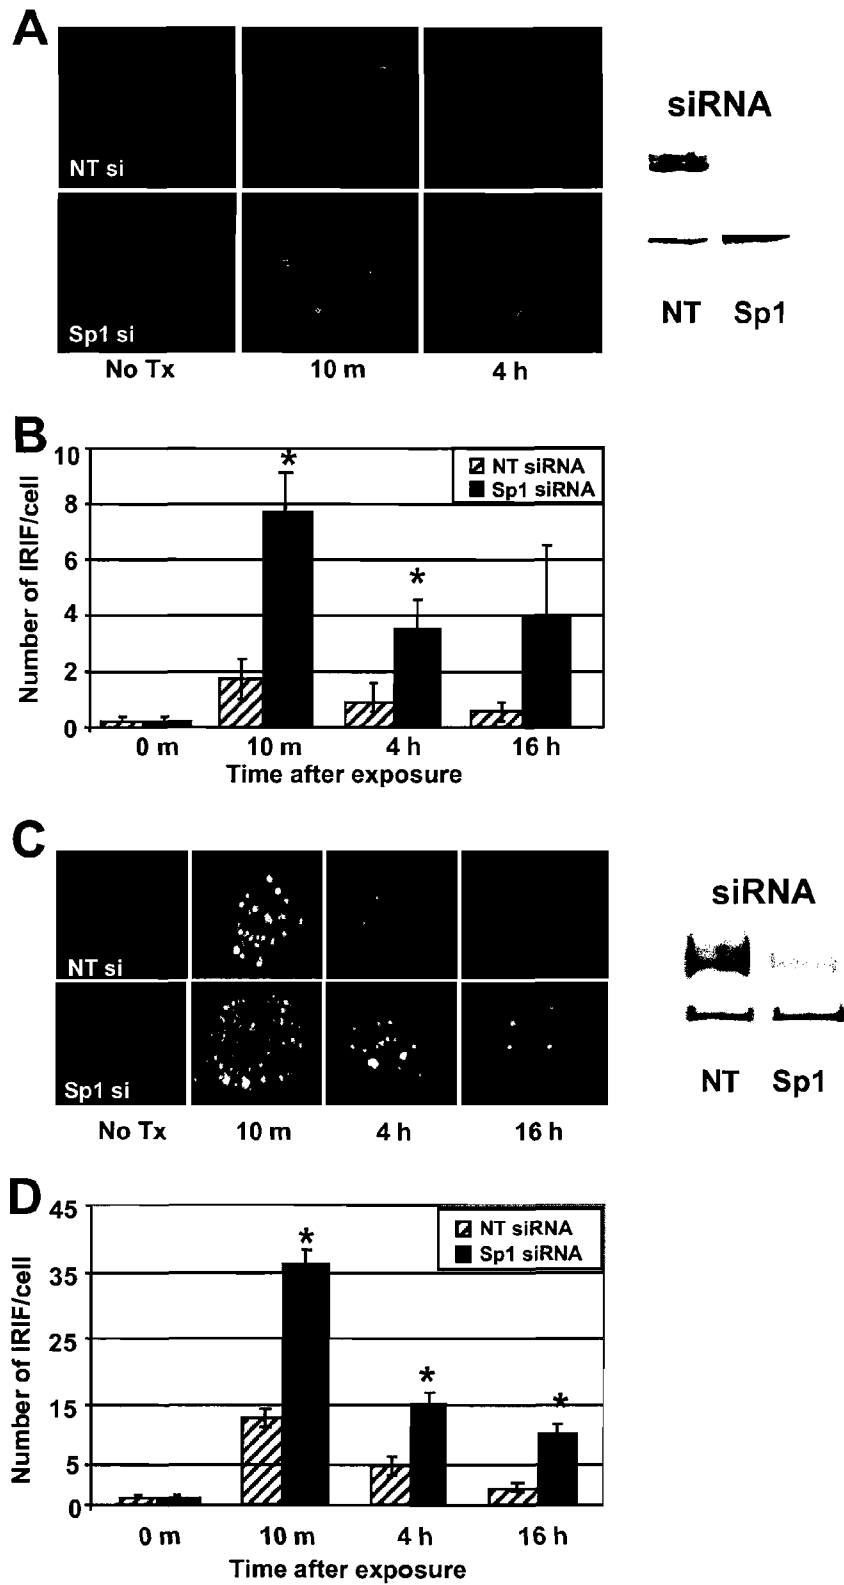 A
NT si
Sp1 si
No Tx 10 m 4 h
siRNA
NT Sp1
B
Number of IRIF/cell
10
8
6
4
2
0
* * 
NT siRNA
Sp1 siRNA
0 m 10 m 4 h 16 h
Time after exposure
C
NT si
Sp1 si
No Tx 10 m 4 h 16 h
siRNA
NT Sp1
D
Number of IRIF/cell
45
35
25
15
5
0
* * *
NT siRNA
Sp1 siRNA
0 m 10 m 4 h 16 h
Time after exposure